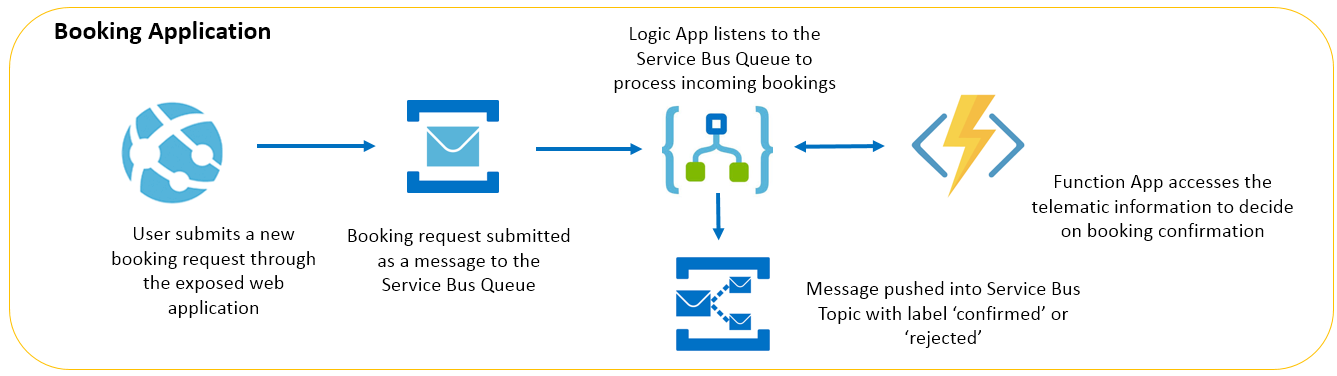 Booking Application
Logic App listens to the
Service Bus Queue to
process incoming bookings
Function App accesses the
telematic information to decide
on booking confirmation
User submits a new
booking request through
the exposed web
application
Booking request submitted
as a message to the
Service Bus Queue
Message pushed into Service Bus
Topic with label ‘confirmed’ or
‘rejected’